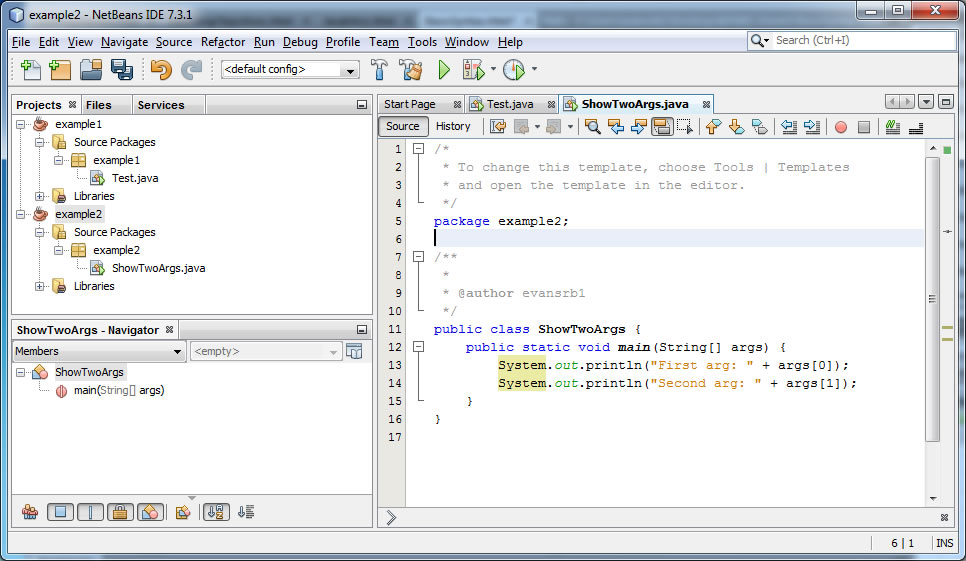 example2 - NetBeans IDE 7.3.1
File Edit View Navigate Source Refactor Run Debug Profile Team Tools Window Help
Search (Ctrl+I)
<default config>
Projects Files Services
example1
Source Packages
example1
Test.java
Libraries
example2
Source Packages
example2
ShowTwoArgs.java
Libraries
ShowTwoArgs - Navigator
Members <empty>
ShowTwoArgs
main(String[] args)
Start Page Test.java ShowTwoArgs.java
Source History
1 /*
2 * To change this template, choose Tools | Templates
3 * and open the template in the editor.
4 */
5 package example2;
6
7 /**
8 *
9 * @author evansrb1
10 */
11 public class ShowTwoArgs {
12 public static void main(String[] args) {
13 System.out.println("First arg: " + args[0]);
14 System.out.println("Second arg: " + args[1]);
15 }
16 }
17
6 | 1 INS